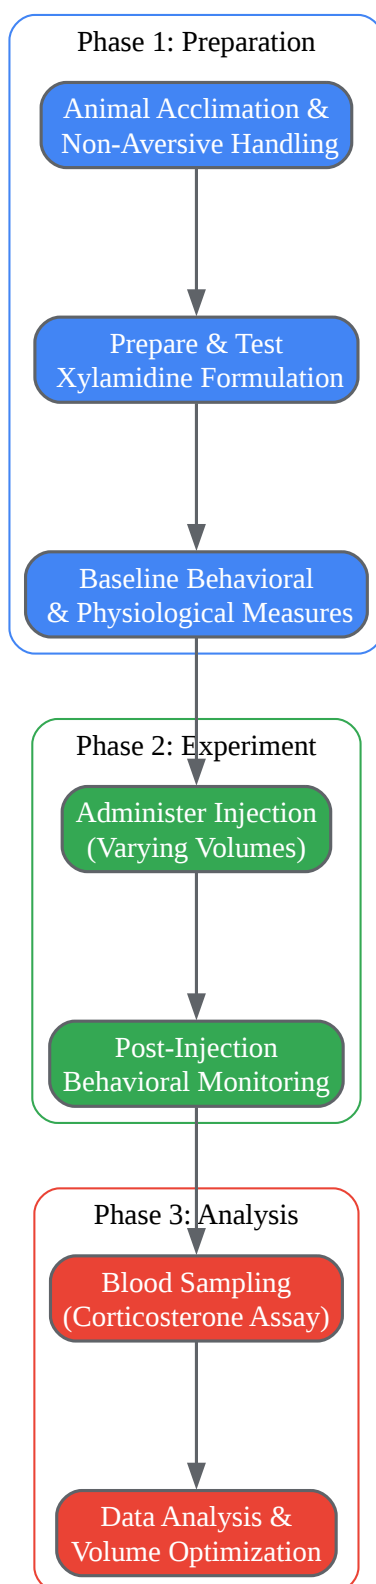 Phase 1: Preparation
Animal Acclimation &
Non-Aversive Handling
Prepare & Test
Xylamidine Formulation
Baseline Behavioral
& Physiological Measures
Phase 2: Experiment
Administer Injection
(Varying Volumes)
Post-Injection
Behavioral Monitoring
Phase 3: Analysis
Blood Sampling
(Corticosterone Assay)
Data Analysis &
Volume Optimization